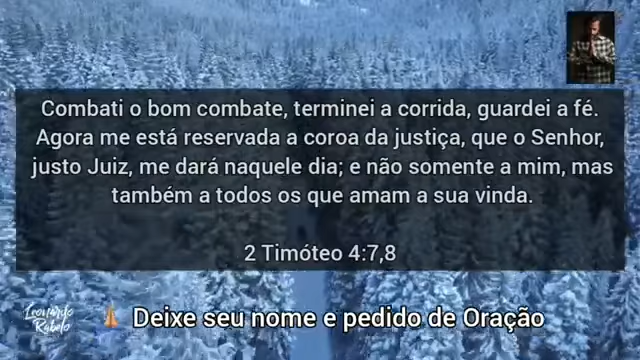 Combati o bom combate, terminei a corrida, guardei a fé.
Agora me está reservada a coroa da justiça, que o Senhor,
justo Juiz, me dará naquele dia; e não somente a mim, mas
também a todos os que amam a sua vinda.
2 Timóteo 4:7,8
Leonardo
Rabelo
Deixe seu nome e pedido de Oração